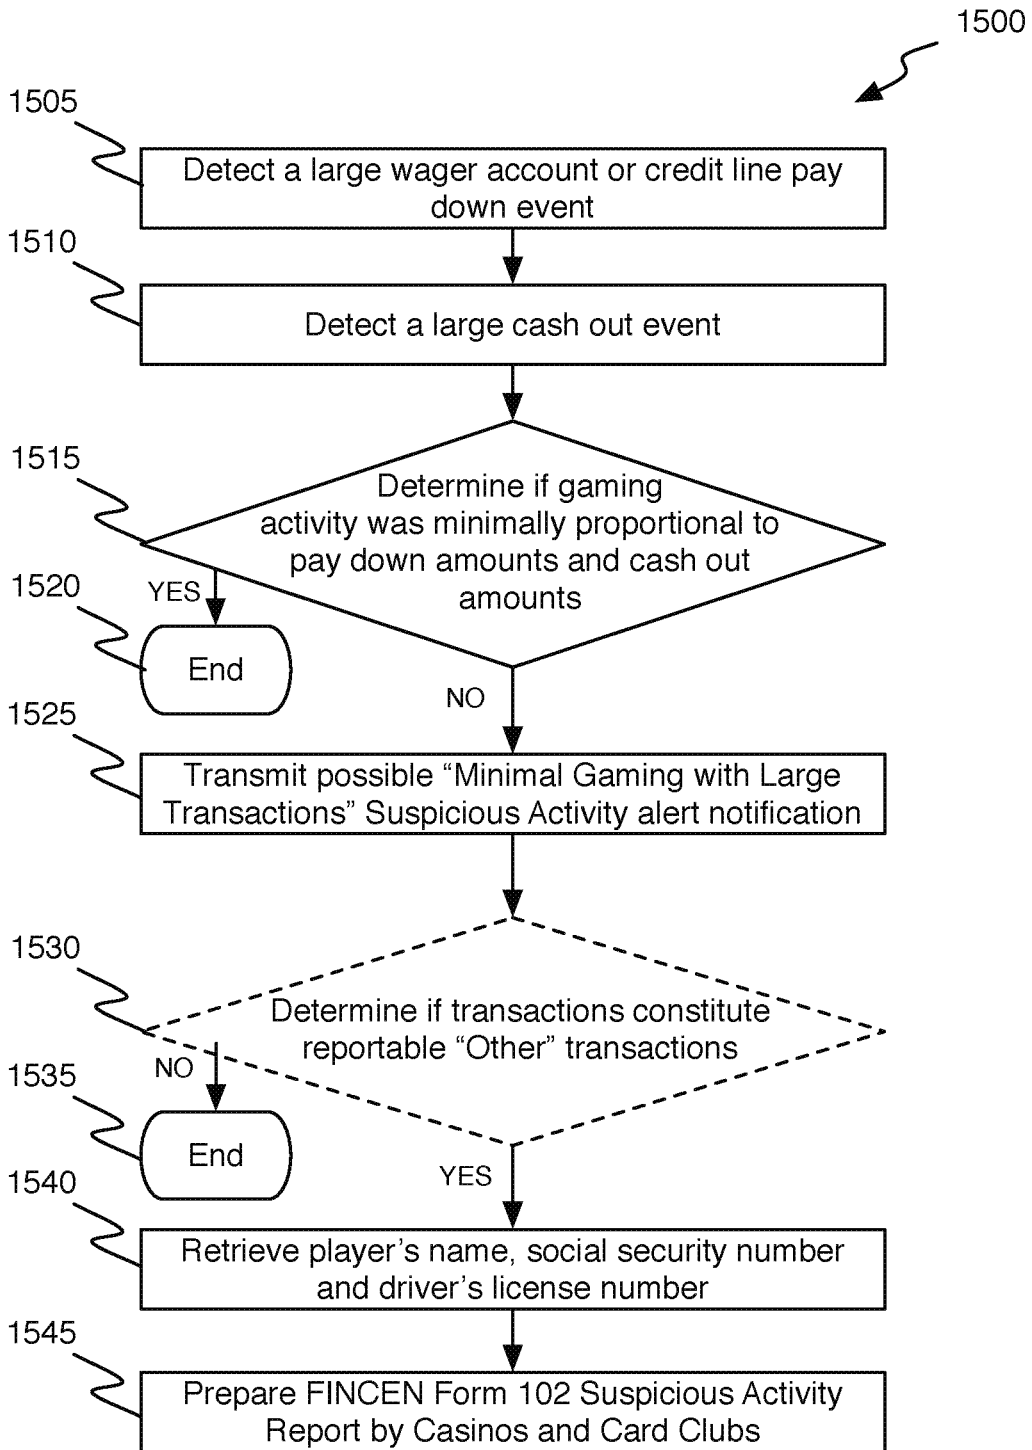 1500
1505
Detect a large wager account or credit line pay
down event
1510
Detect a large cash out event
1515
Determine if gaming
activity was minimally proportional to
pay down amounts and cash out
amounts
YES
1520
End
NO
1525
Transmit possible “Minimal Gaming with Large
Transactions” Suspicious Activity alert notification
1530
Determine if transactions constitute
reportable “Other” transactions
NO
1535
End
YES
1540
Retrieve player’s name, social security number
and driver’s license number
1545
Prepare FINCEN Form 102 Suspicious Activity
Report by Casinos and Card Clubs